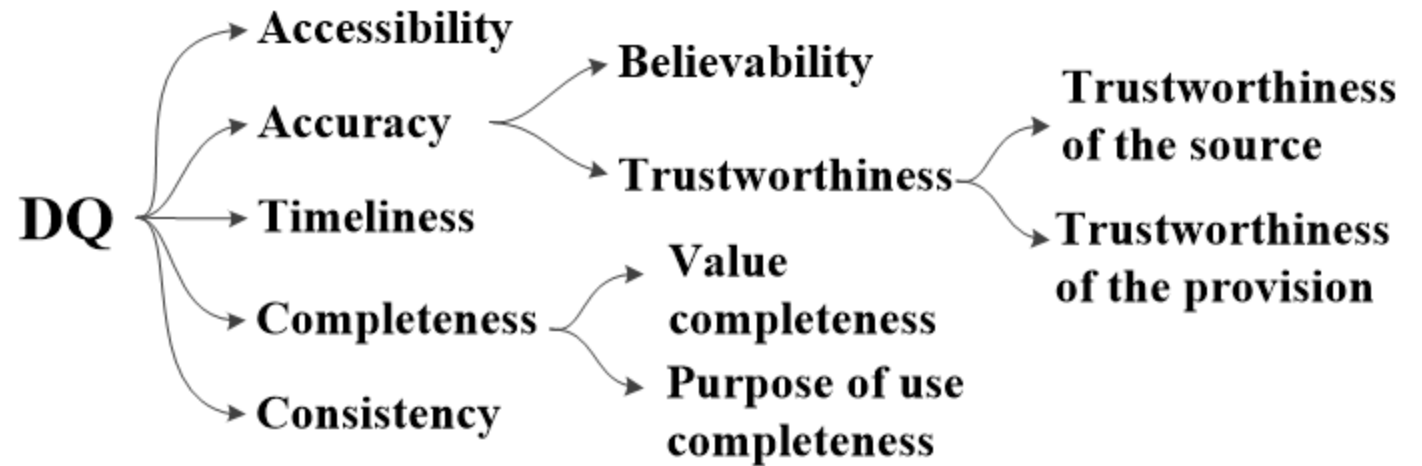 DQ
Accessibility
Accuracy
Timeliness
Completeness
Consistency
Believability
Trustworthiness
Value
completeness
Purpose of use
completeness
Trustworthiness
of the source
Trustworthiness
of the provision